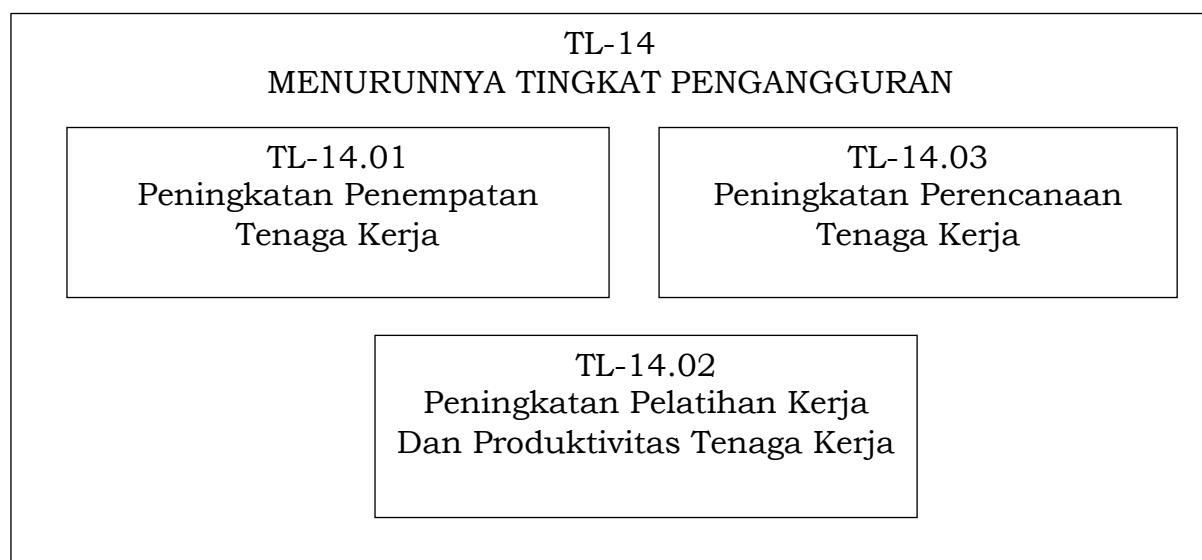 TL-14
MENURUNNYA TINGKAT PENGANGGURAN
TL-14.01
Peningkatan Penempatan
Tenaga Kerja
TL-14.03
Peningkatan Perencanaan
Tenaga Kerja
TL-14.02
Peningkatan Pelatihan Kerja
Dan Produktivitas Tenaga Kerja